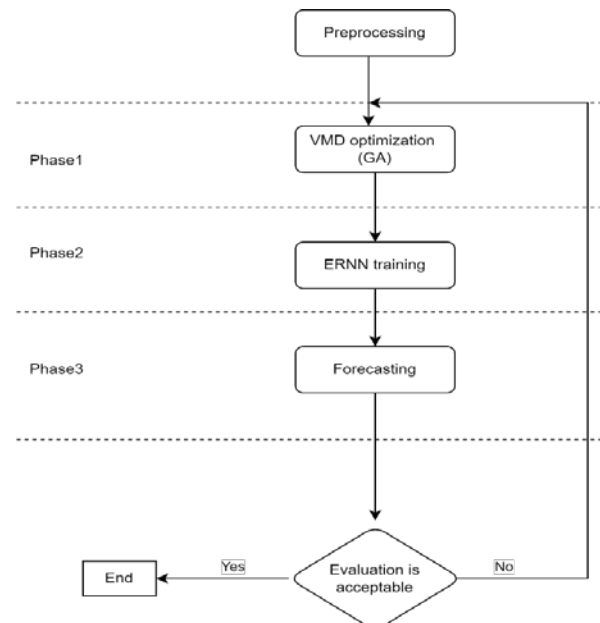 Preprocessing
Phase1
VMD optimization
(GA)
Phase2
ERNN training
Phase3
Forecasting
Yes
No
End
Evaluation is
acceptable